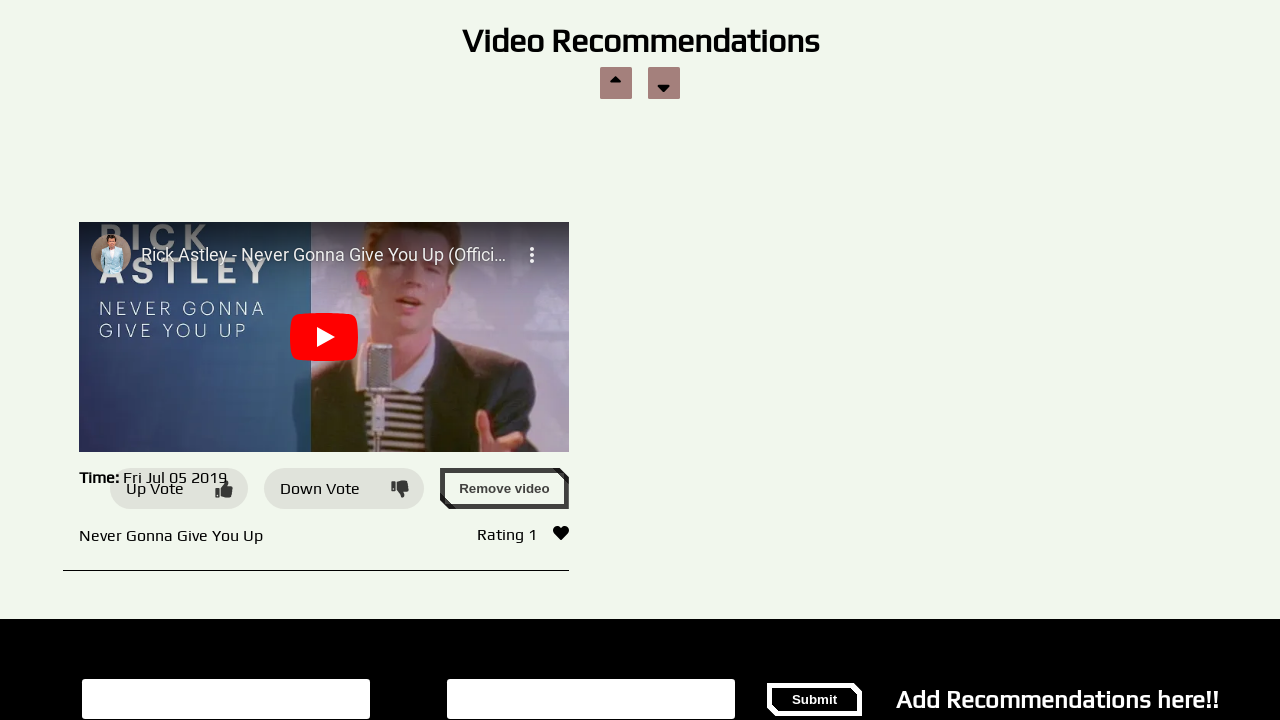 Video Recommendations
RICK
ASTLEY
Rick Astley - Never Gonna Give You Up (Offici...
NEVER GONNA
GIVE YOU UP
Time: Fri Jul 05 2019
Up Vote
Down Vote
Remove video
Never Gonna Give You Up
Rating 1
Submit
Add Recommendations here!!